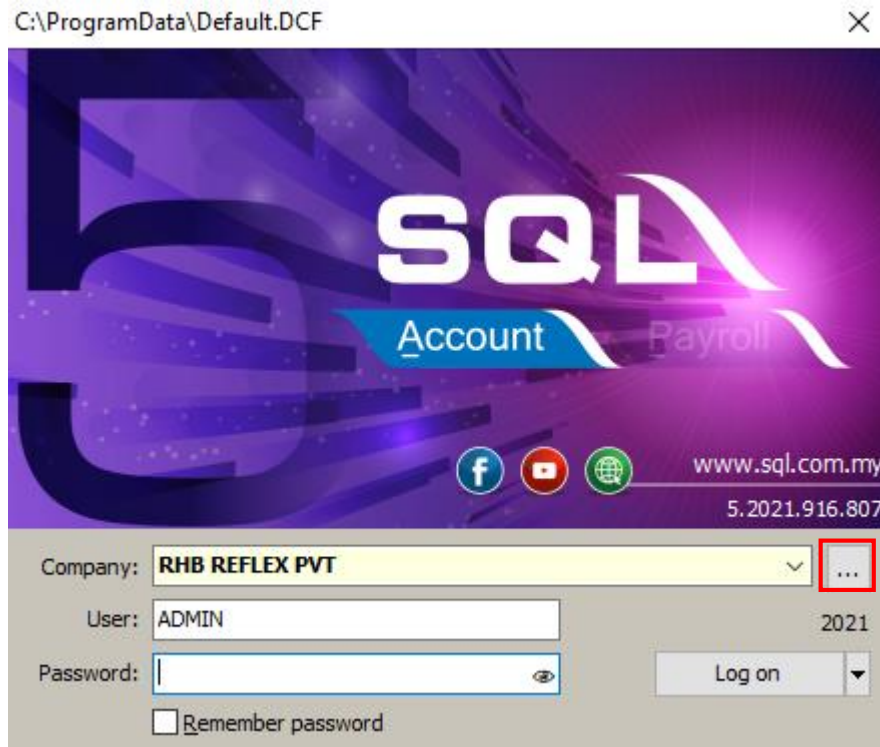 C:\ProgramData\Default.DCF
5
SQL
Account Payroll
www.sql.com.my
5.2021.916.807
Company: RHB REFLEX PVT ...
User: ADMIN 2021
Password: Log on
Remember password